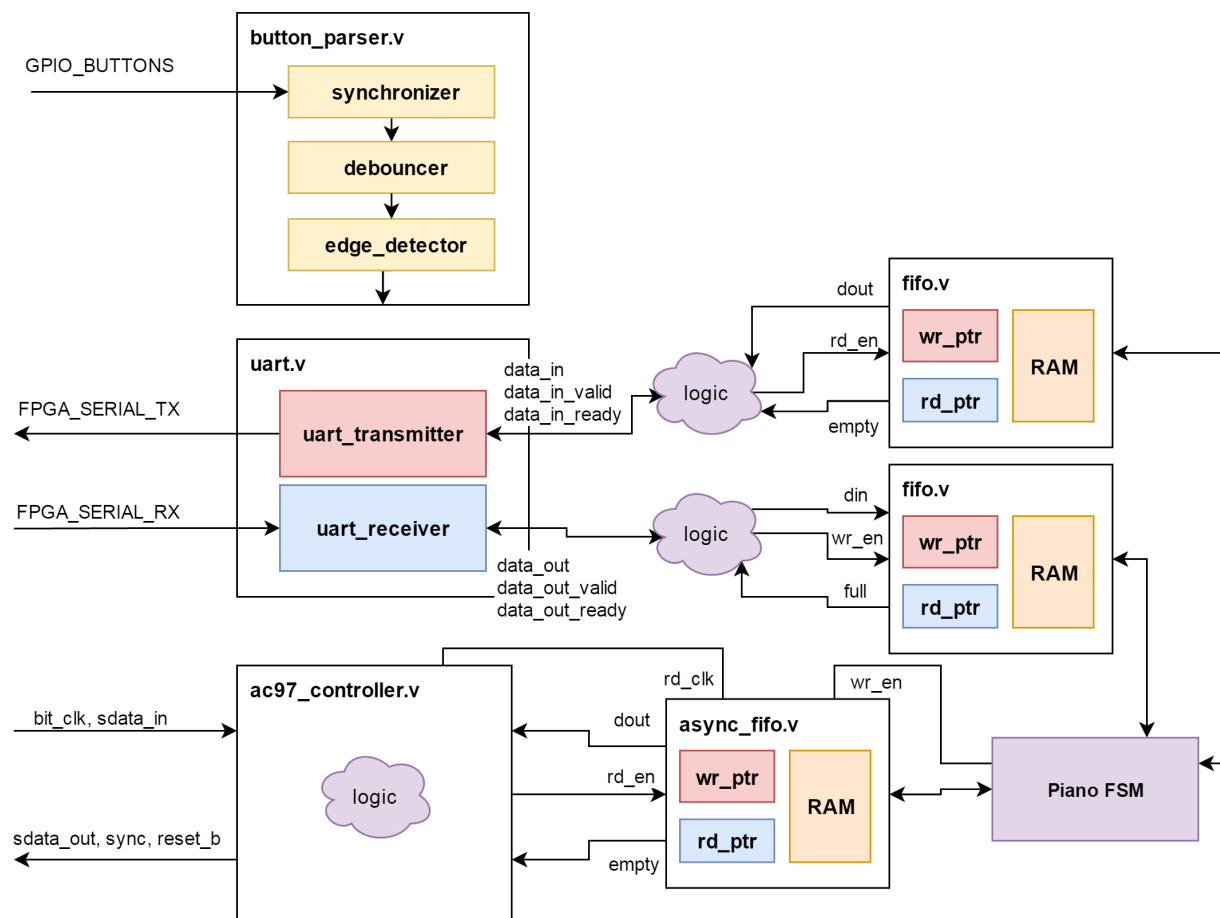 button_parser.v
GPIO_BUTTONS
synchronizer
debouncer
edge_detector
uart.v
FPGA_SERIAL_TX
uart_transmitter
data_in
data_in_valid
data_in_ready
logic
dout
rd_en
empty
fifo.v
wr_ptr
rd_ptr
RAM
FPGA_SERIAL_RX
uart_receiver
data_out
data_out_valid
data_out_ready
logic
din
wr_en
full
fifo.v
wr_ptr
rd_ptr
RAM
ac97_controller.v
bit_clk, sdata_in
logic
sdata_out, sync, reset_b
rd_clk
wr_en
dout
rd_en
empty
async_fifo.v
wr_ptr
rd_ptr
RAM
Piano FSM